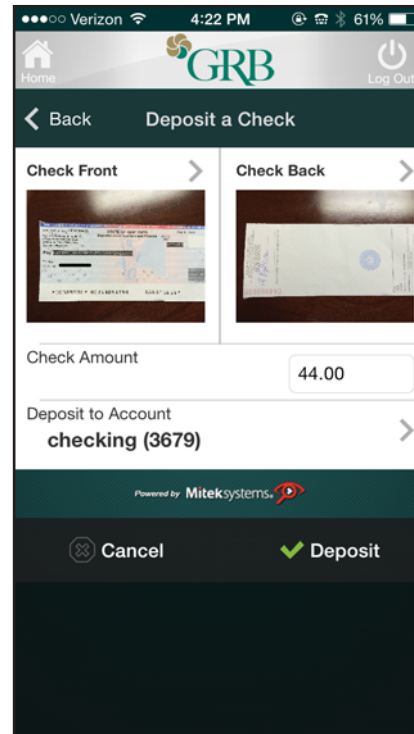 Verizon 4:22 PM 61%
GRB
Home
Log Out
Back Deposit a Check
Check Front
Check Back
Check Amount
44.00
Deposit to Account
checking (3679)
Powered by Miteksystems.
Cancel
Deposit